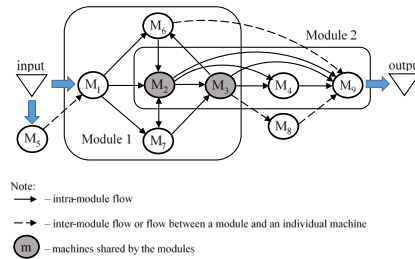 M6
Module 2
input
output
M1
M2
M3
M4
M9
M5
Module 1
M7
M8
Note:
– intra-module flow
– inter-module flow or flow between a module and an individual machine
m – machines shared by the modules